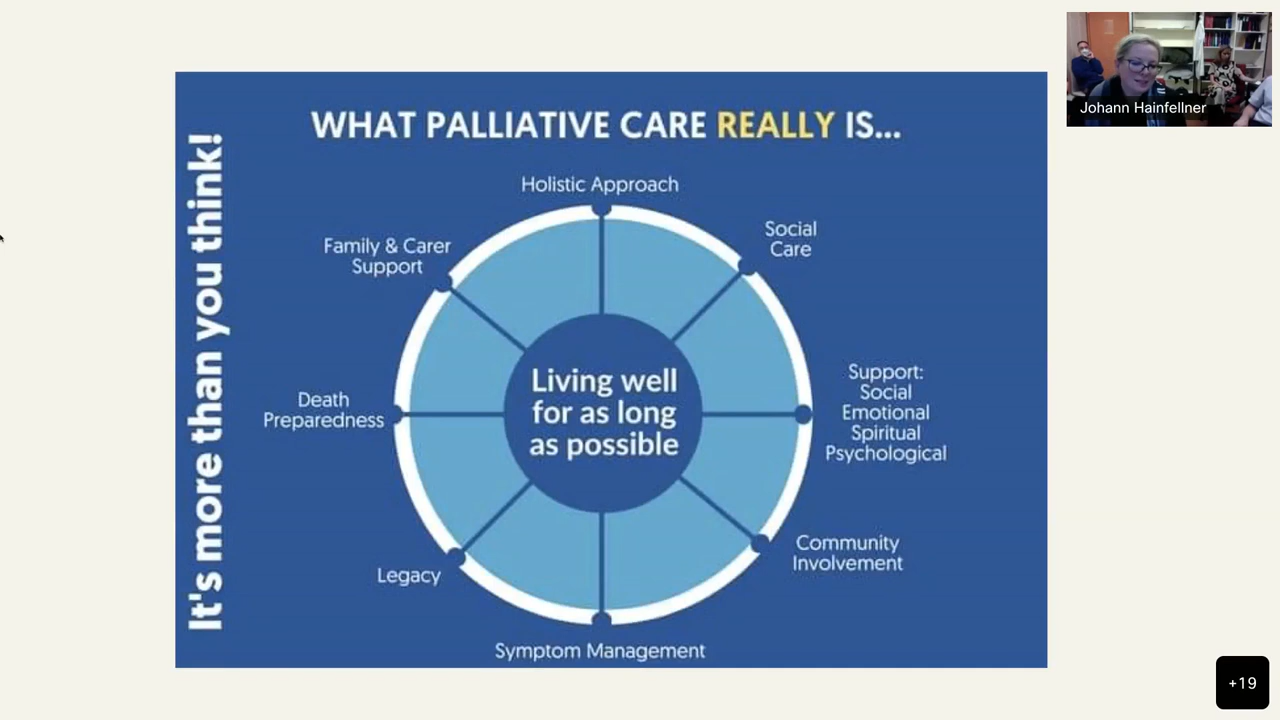 WHAT PALLIATIVE CARE REALLY IS...
It's more than you think!
Holistic Approach
Social
Care
Support:
Social
Emotional
Spiritual
Psychological
Community
Involvement
Symptom Management
Legacy
Death
Preparedness
Family & Carer
Support
Living well
for as long
as possible
Johann Hainfellner
+19